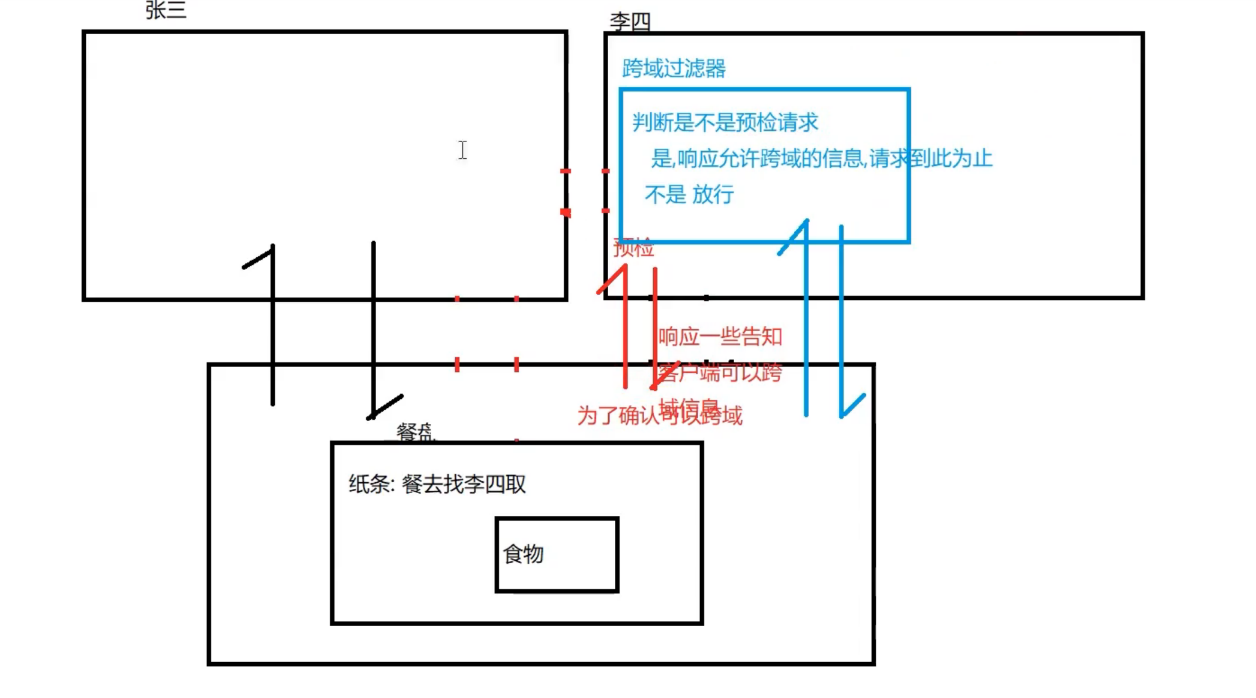 张三
李四
跨域过滤器
判断是不是预检请求
是,响应允许跨域的信息,请求到此为止
不是 放行
预检
响应一些告知
客户端可以跨
域信息
为了确认可以跨域
餐盘
纸条: 餐去找李四取
食物